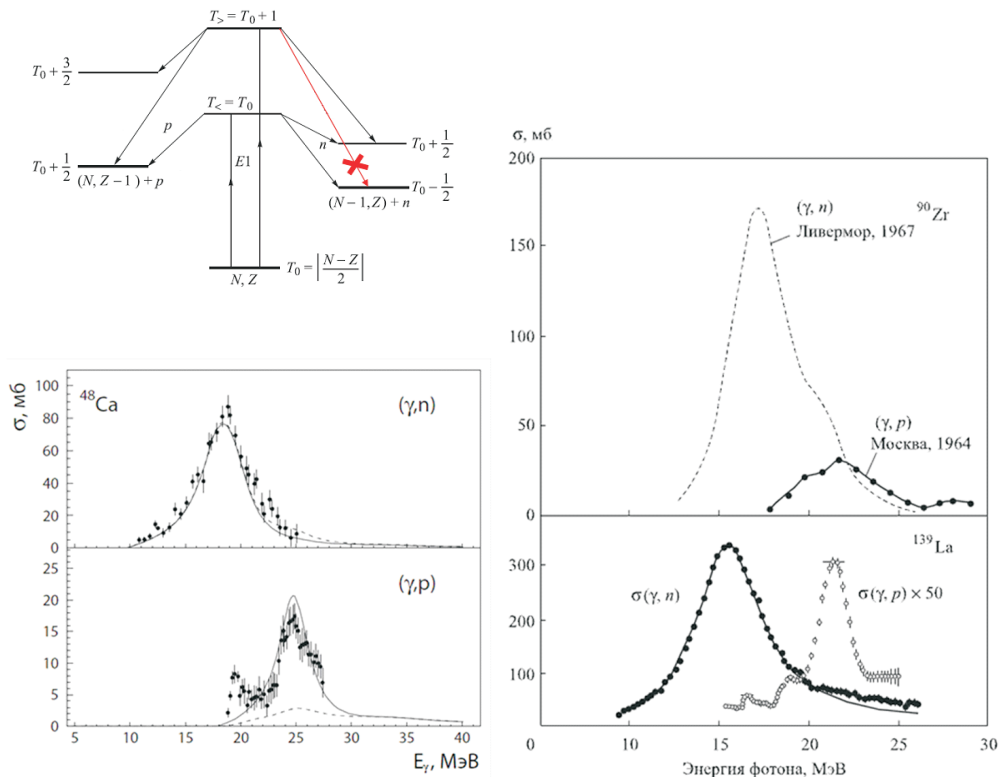 T> = T₀ + 1
T₀ + 3/2
T< = T₀
p
n
T₀ + 1/2
E1
T₀ + 1/2
(N, Z − 1) + p
T₀ − 1/2
(N − 1, Z) + n
N, Z
T₀ = |N − Z / 2|
σ, мб
⁴⁸Ca
(γ,n)
100
80
60
40
20
0
(γ,p)
25
20
15
10
5
0
5 10 15 20 25 30 35 40
Eγ, МэВ
σ, мб
200
150
100
50
0
⁹⁰Zr
(γ, n)
Ливермор, 1967
(γ, p)
Москва, 1964
¹³⁹La
300
200
100
σ(γ, n)
σ(γ, p) × 50
0 10 15 21 26 30
Энергия фотона, МэВ